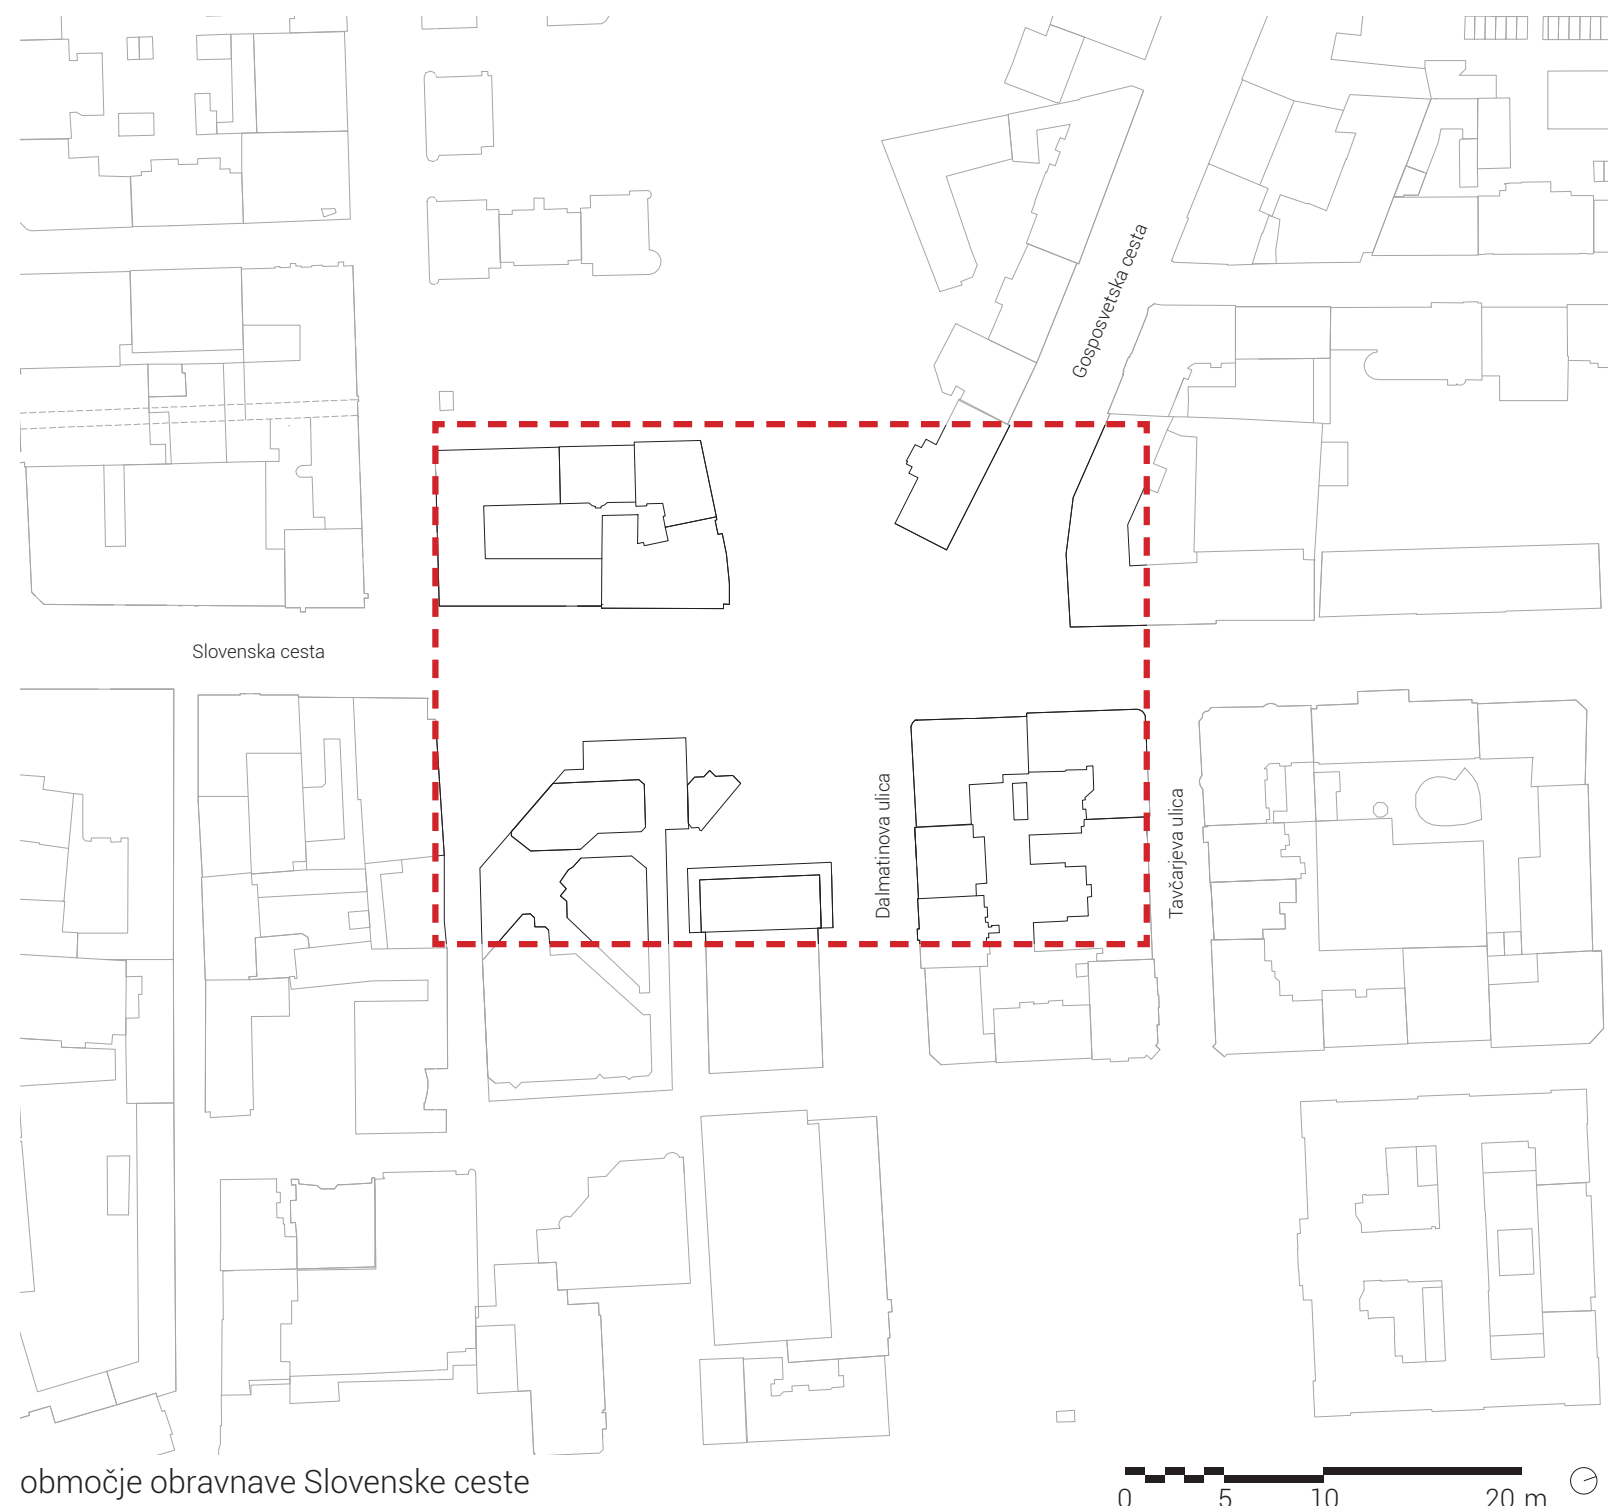 Gosposvetska cesta
Slovenska cesta
Dalmatinova ulica
Tavčarjeva ulica
območje obravnave Slovenske ceste
0 5 10 20 m